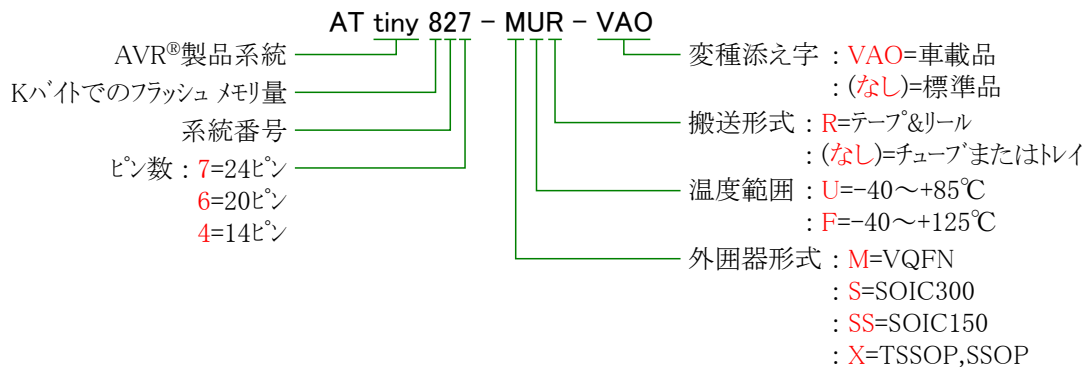 AT tiny 827 - MUR - VAO
AVR®製品系統
Kバイトでのフラッシュ メモリ量
系統番号
ピン数 : 7=24ピン
6=20ピン
4=14ピン
変種添え字 : VAO=車載品
: (なし)=標準品
搬送形式 : R=テープ&リール
: (なし)=チューブまたはトレイ
温度範囲 : U=-40～+85℃
: F=-40～+125℃
外囲器形式 : M=VQFN
: S=SOIC300
: SS=SOIC150
: X=TSSOP,SSOP